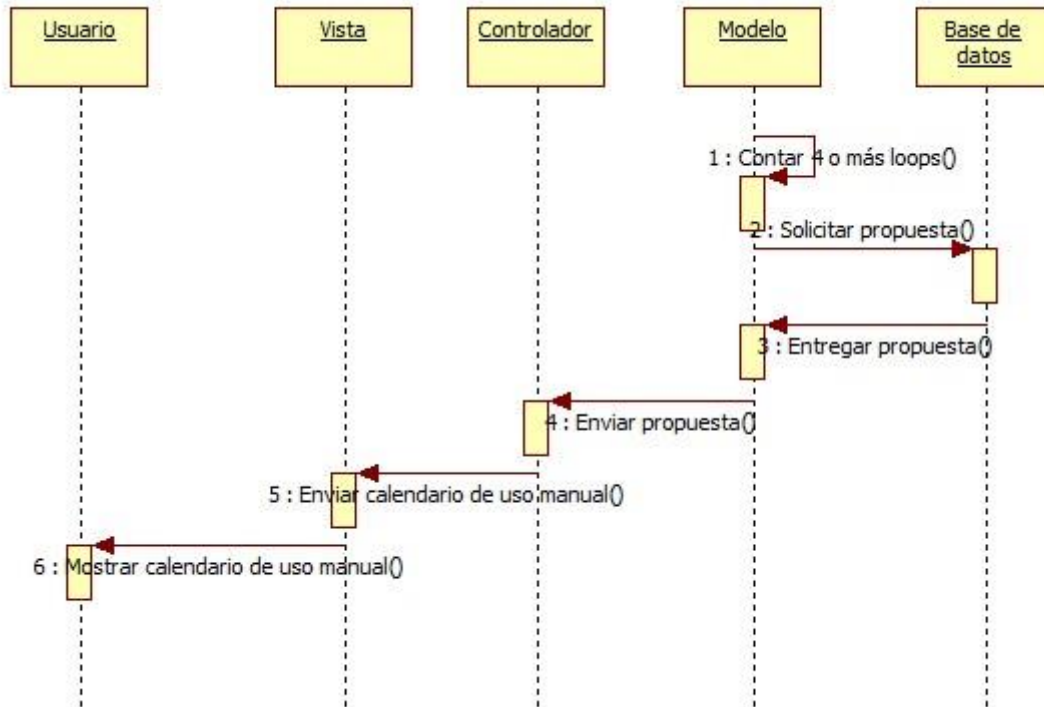 Usuario
Vista
Controlador
Modelo
Base de
datos
1 : Contar 4 o más loops()
2 : Solicitar propuesta()
3 : Entregar propuesta()
4 : Enviar propuesta()
5 : Enviar calendario de uso manual()
6 : Mostrar calendario de uso manual()